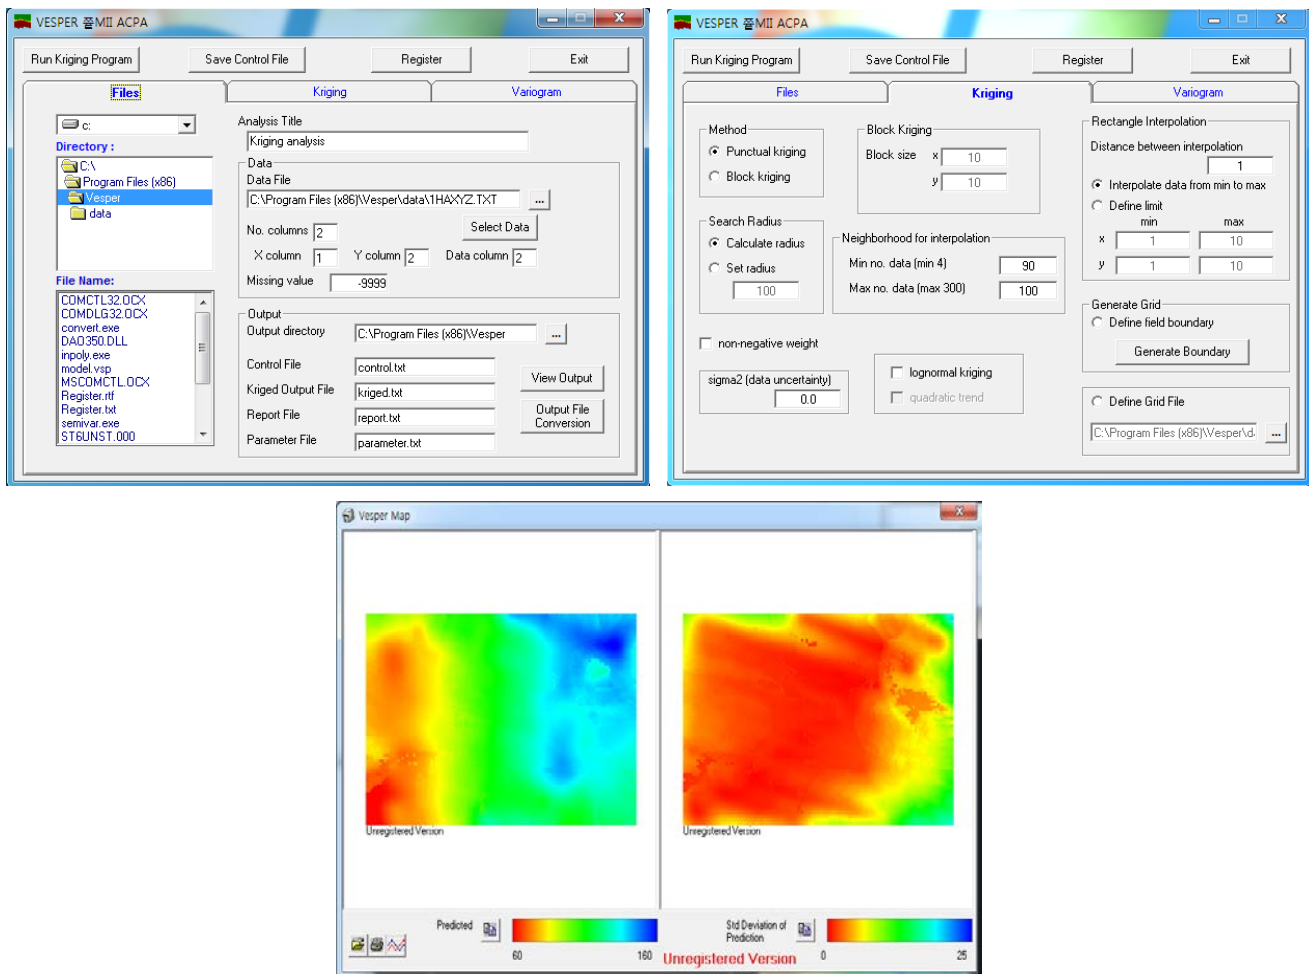 VESPER 쫄MII ACPA
Run Kriging Program
Save Control File
Register
Exit
Files
Kriging
Variogram
c:
Directory :
C:\
Program Files (x86)
Vesper
data
File Name:
COMCTL32.OCX
COMDLG32.OCX
convert.exe
DAO350.DLL
inpoly.exe
model.vsp
MSCOMCTL.OCX
Register.rtf
Register.txt
semivar.exe
ST6UNST.000
Analysis Title
Kriging analysis
Data
Data File
C:\Program Files (x86)\Vesper\data\1HAXYZ.TXT
...
No. columns 2
Select Data
X column 1 Y column 2 Data column 2
Missing value -9999
Output
Output directory C:\Program Files (x86)\Vesper ...
Control File control.txt
View Output
Kriged Output File kriged.txt
Report File report.txt
Output File
Conversion
Parameter File parameter.txt
VESPER 쫄MII ACPA
Run Kriging Program
Save Control File
Register
Exit
Files
Kriging
Variogram
Method
Punctual kriging
Block kriging
Block Kriging
Block size x 10
y 10
Search Radius
Calculate radius
Set radius
100
Neighborhood for interpolation
Min no. data (min 4) 90
Max no. data (max 300) 100
non-negative weight
sigma2 (data uncertainty)
0.0
lognormal kriging
quadratic trend
Rectangle Interpolation
Distance between interpolation
1
Interpolate data from min to max
Define limit
min max
x 1 10
y 1 10
Generate Grid
Define field boundary
Generate Boundary
Define Grid File
C:\Program Files (x86)\Vesper\d
...
Vesper Map
Unregistered Version
Unregistered Version
Predicted
60 160
Unregistered Version
Std Deviation of
Prediction
0 25